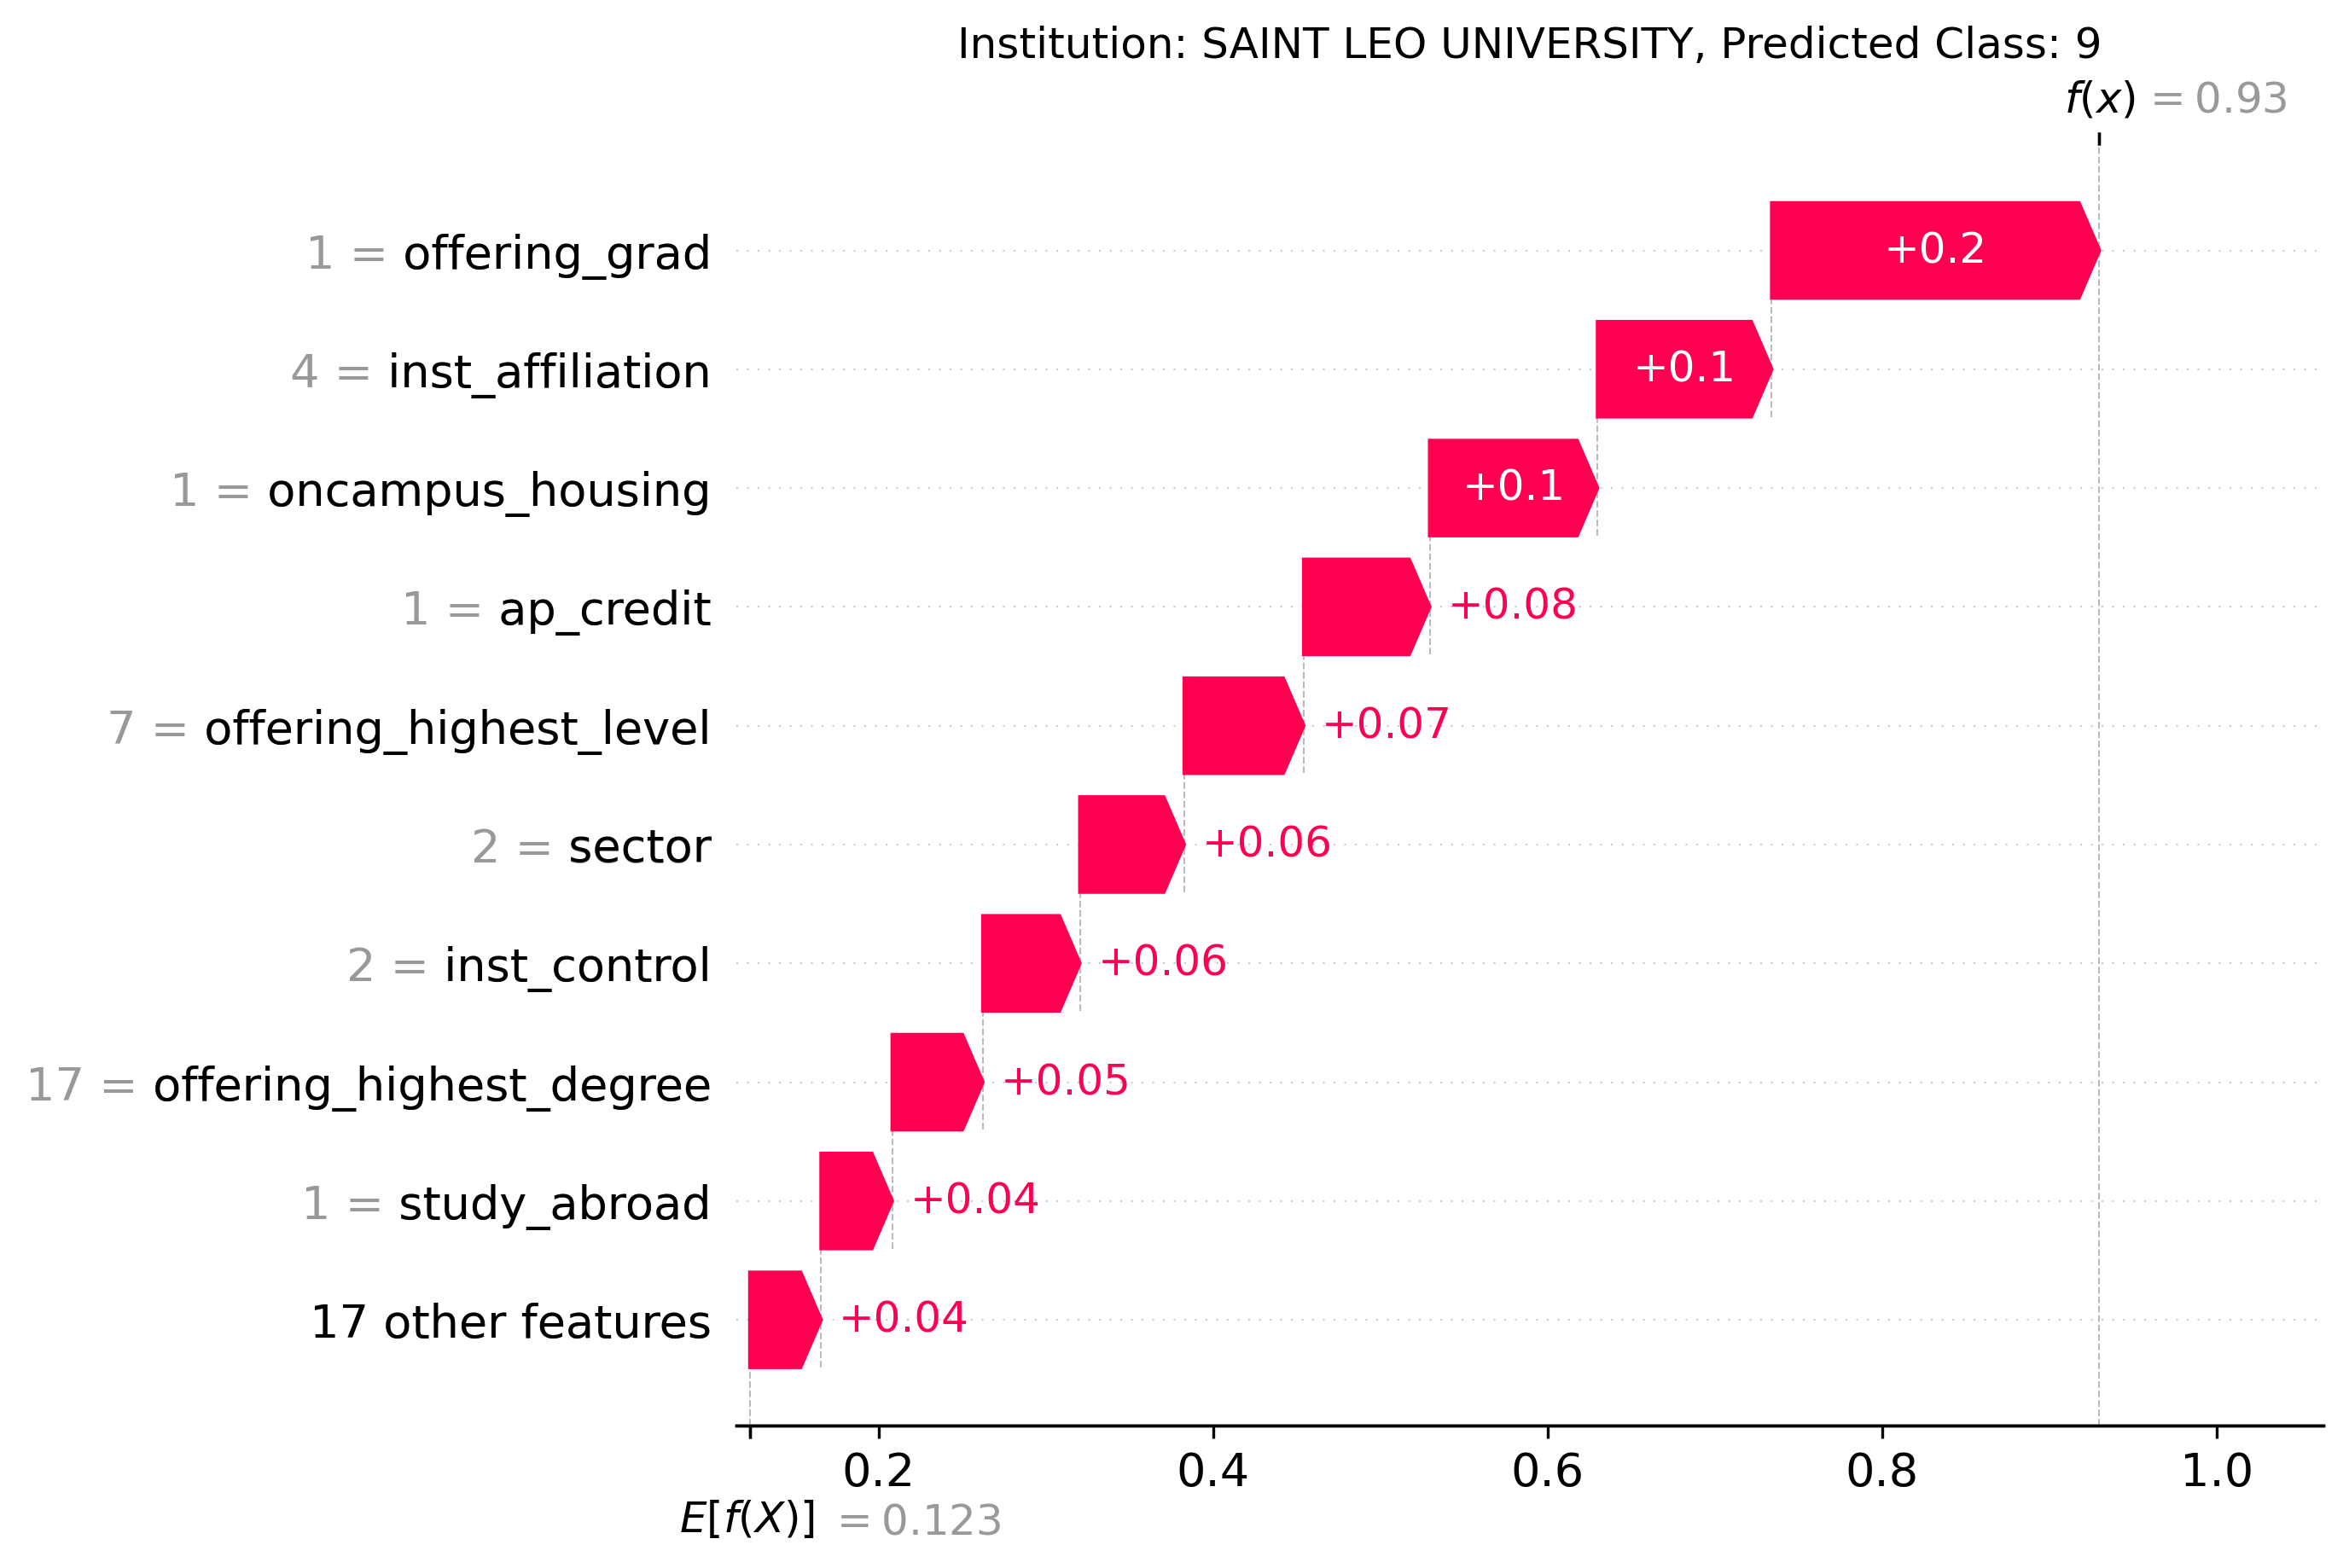 Institution: SAINT LEO UNIVERSITY, Predicted Class: 9
f(x) = 0.93
1 = offering_grad +0.2
4 = inst_affiliation +0.1
1 = oncampus_housing +0.1
1 = ap_credit +0.08
7 = offering_highest_level +0.07
2 = sector +0.06
2 = inst_control +0.06
17 = offering_highest_degree +0.05
1 = study_abroad +0.04
17 other features +0.04
0.2 0.4 0.6 0.8 1.0
E[f(X)] = 0.123